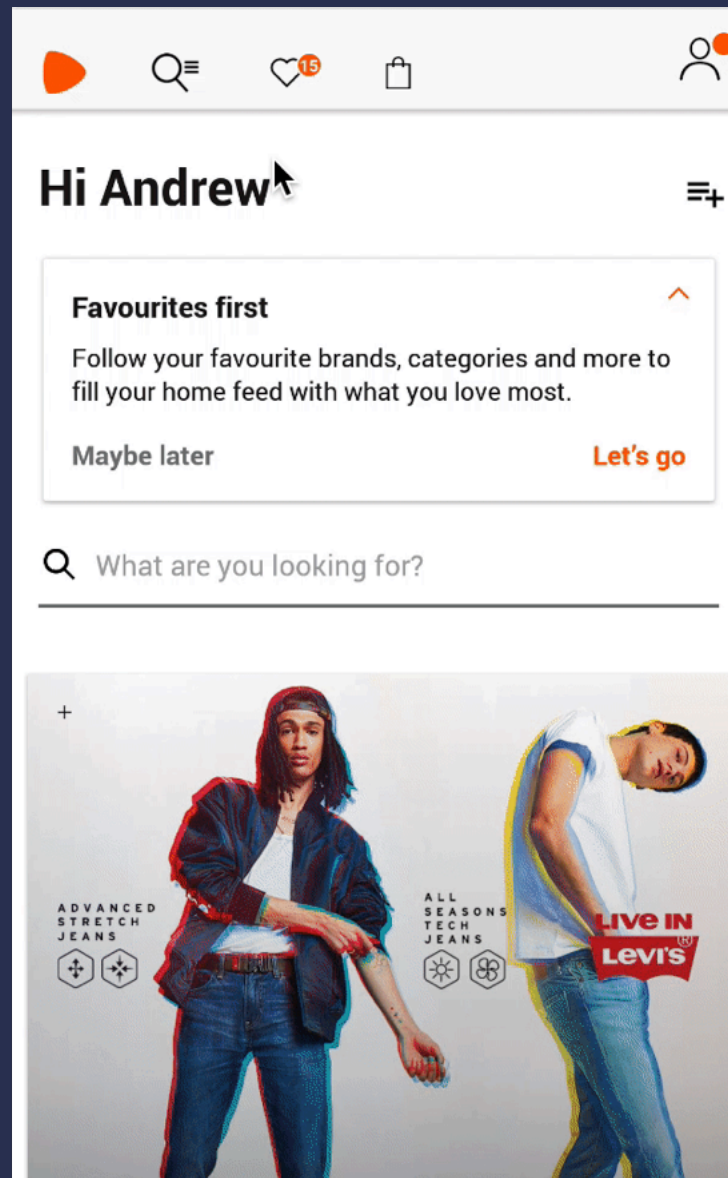 15
Hi Andrew
Favourites first
Follow your favourite brands, categories and more to
fill your home feed with what you love most.
Maybe later
Let's go
What are you looking for?
ADVANCED
STRETCH
JEANS
ALL
SEASONS
TECH
JEANS
LIVE IN
LEVI'S®